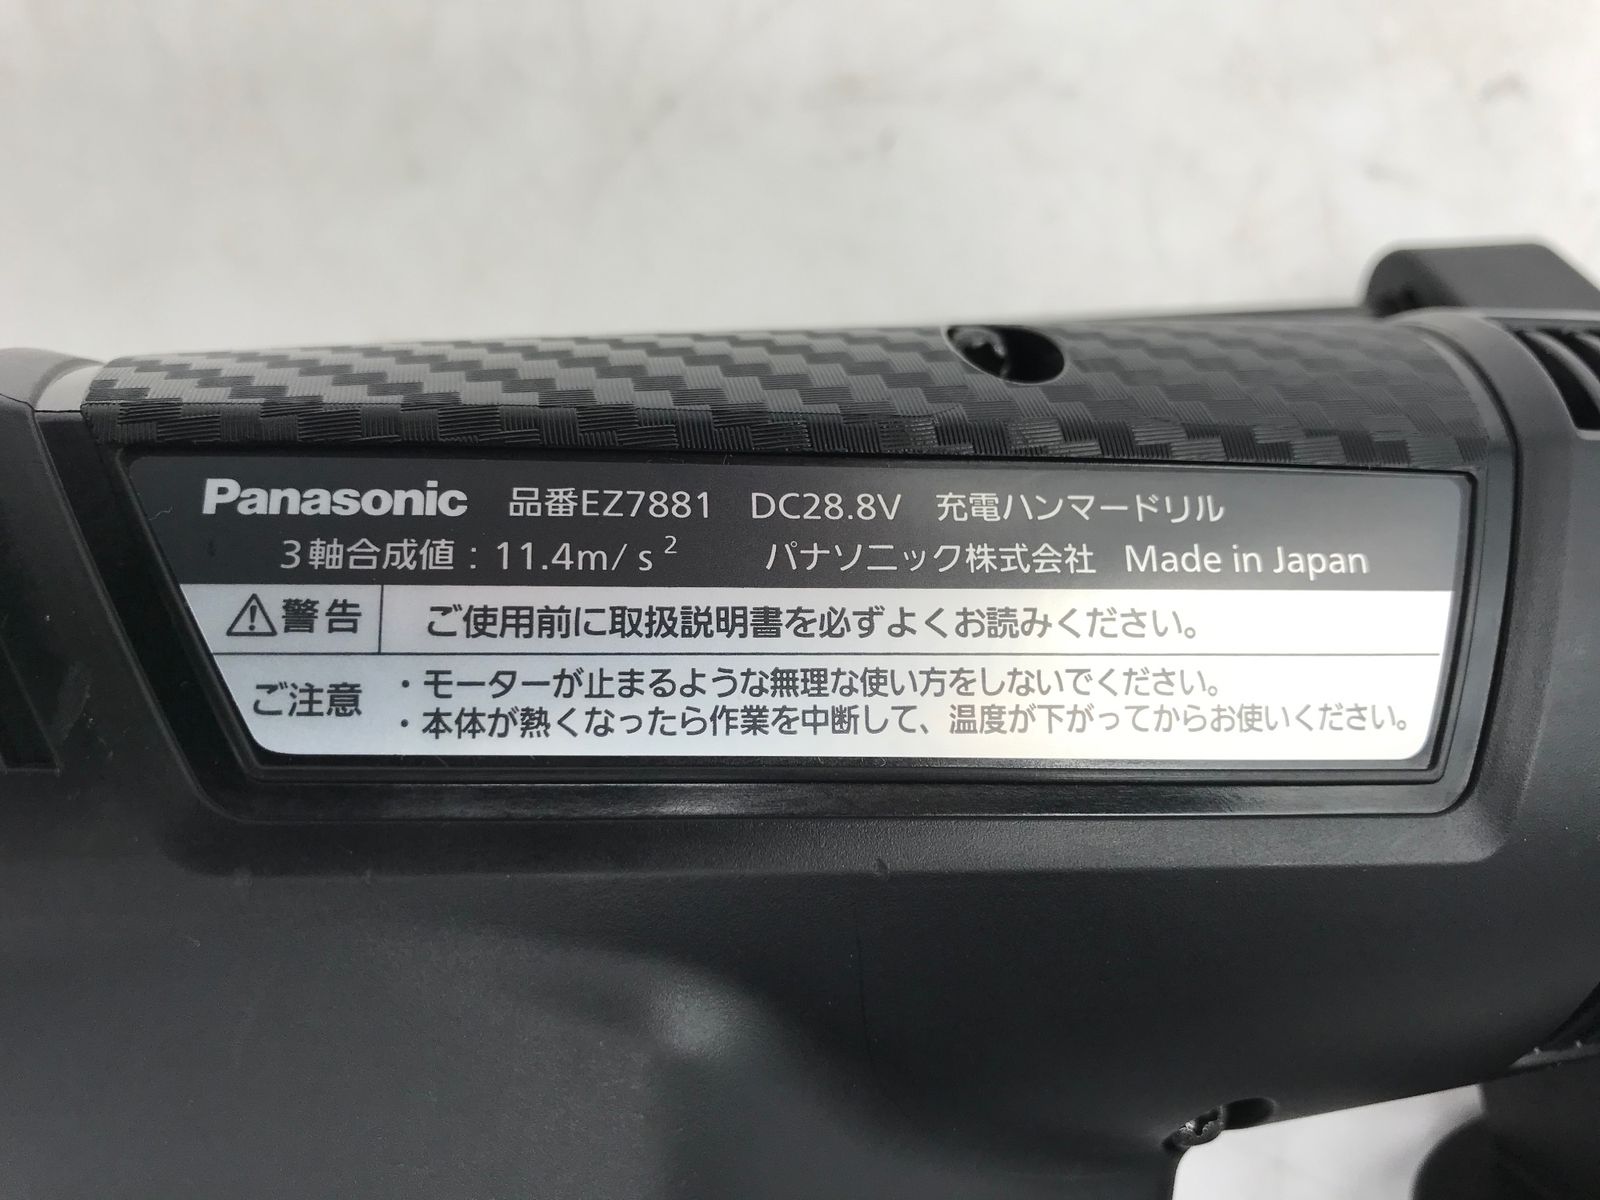 Panasonic 品番EZ7881 DC28.8V 充電ハンマードリル
3軸合成値：11.4m/s² パナソニック株式会社 Made in Japan
⚠警告 ご使用前に取扱説明書を必ずよくお読みください。
ご注意
・モーターが止まるような無理な使い方をしないでください。
・本体が熱くなったら作業を中断して、温度が下がってからお使いください。